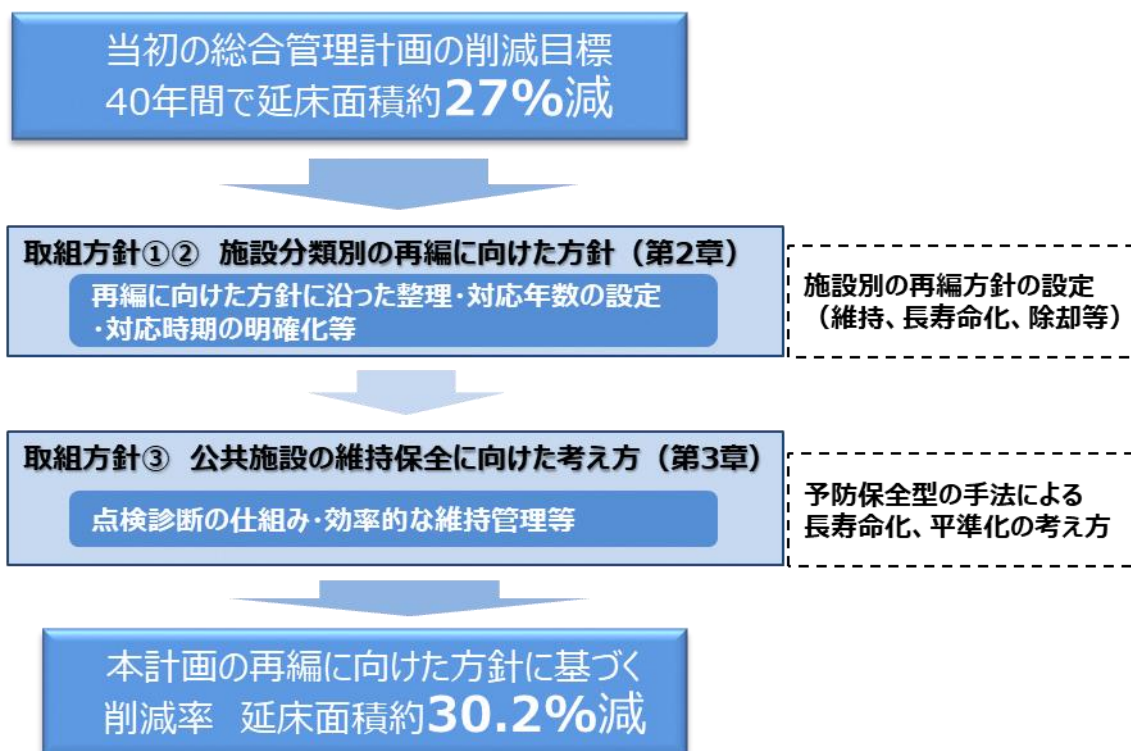 当初の総合管理計画の削減目標
40年間で延床面積約27%減
取組方針①② 施設分類別の再編に向けた方針（第2章）
再編に向けた方針に沿った整理・対応年数の設定
・対応時期の明確化等
施設別の再編方針の設定
（維持、長寿命化、除却等）
取組方針③ 公共施設の維持保全に向けた考え方（第3章）
点検診断の仕組み・効率的な維持管理等
予防保全型の手法による
長寿命化、平準化の考え方
本計画の再編に向けた方針に基づく
削減率 延床面積約30.2%減